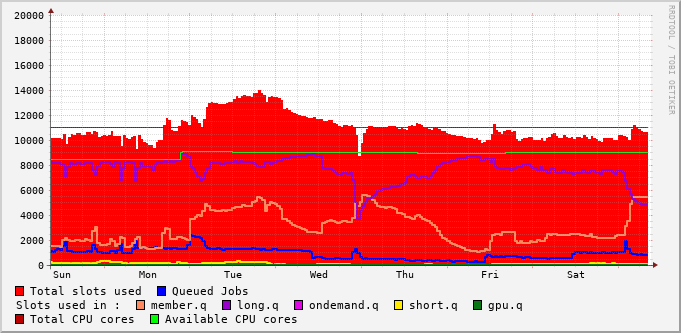 20000
18000
16000
14000
12000
10000
8000
6000
4000
2000
0
Sun Mon Tue Wed Thu Fri Sat
RRDTOOL / TOBI OETIKER
Total slots used Queued Jobs
Slots used in : member.q long.q ondemand.q short.q gpu.q
Total CPU cores Available CPU cores